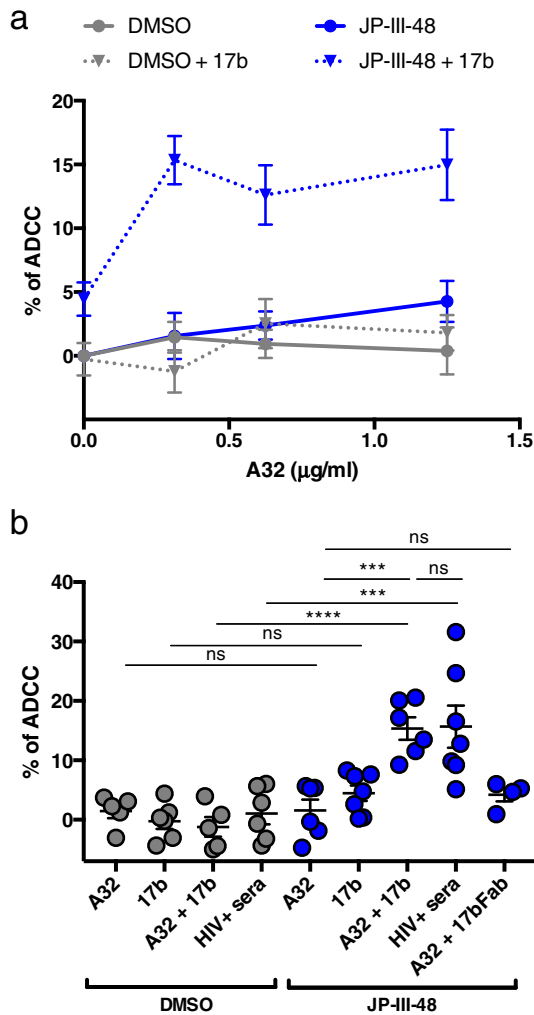 a
DMSO JP-III-48
DMSO + 17b JP-III-48 + 17b
20
15
10
5
0
% of ADCC
0.0 0.5 1.0 1.5
A32 (μg/ml)
b
ns
*** ns
***
****
ns
ns
40
30
20
10
0
% of ADCC
A32 17b A32 + 17b HIV+ sera A32 17b A32 + 17b HIV+ sera A32 + 17bFab
DMSO JP-III-48